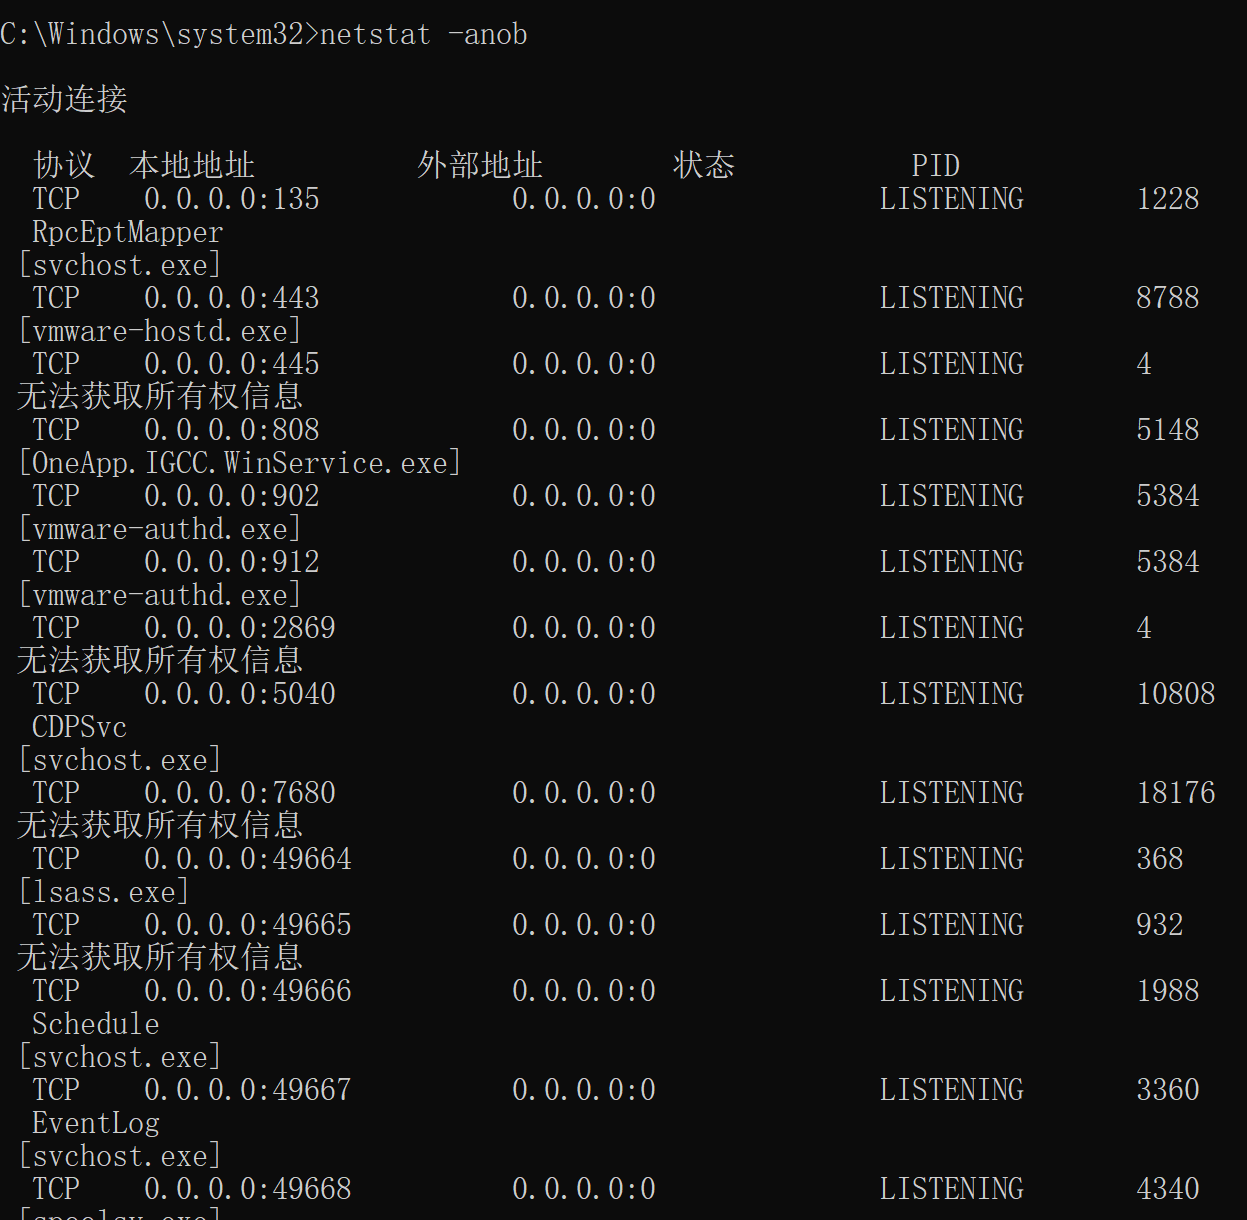 C:\Windows\system32>netstat -anob
活动连接
协议 本地地址 外部地址 状态 PID
TCP 0.0.0.0:135 0.0.0.0:0 LISTENING 1228
RpcEptMapper
[svchost.exe]
TCP 0.0.0.0:443 0.0.0.0:0 LISTENING 8788
[vmware-hostd.exe]
TCP 0.0.0.0:445 0.0.0.0:0 LISTENING 4
无法获取所有权信息
TCP 0.0.0.0:808 0.0.0.0:0 LISTENING 5148
[OneApp.IGCC.WinService.exe]
TCP 0.0.0.0:902 0.0.0.0:0 LISTENING 5384
[vmware-authd.exe]
TCP 0.0.0.0:912 0.0.0.0:0 LISTENING 5384
[vmware-authd.exe]
TCP 0.0.0.0:2869 0.0.0.0:0 LISTENING 4
无法获取所有权信息
TCP 0.0.0.0:5040 0.0.0.0:0 LISTENING 10808
CDPSvc
[svchost.exe]
TCP 0.0.0.0:7680 0.0.0.0:0 LISTENING 18176
无法获取所有权信息
TCP 0.0.0.0:49664 0.0.0.0:0 LISTENING 368
[lsass.exe]
TCP 0.0.0.0:49665 0.0.0.0:0 LISTENING 932
无法获取所有权信息
TCP 0.0.0.0:49666 0.0.0.0:0 LISTENING 1988
Schedule
[svchost.exe]
TCP 0.0.0.0:49667 0.0.0.0:0 LISTENING 3360
EventLog
[svchost.exe]
TCP 0.0.0.0:49668 0.0.0.0:0 LISTENING 4340